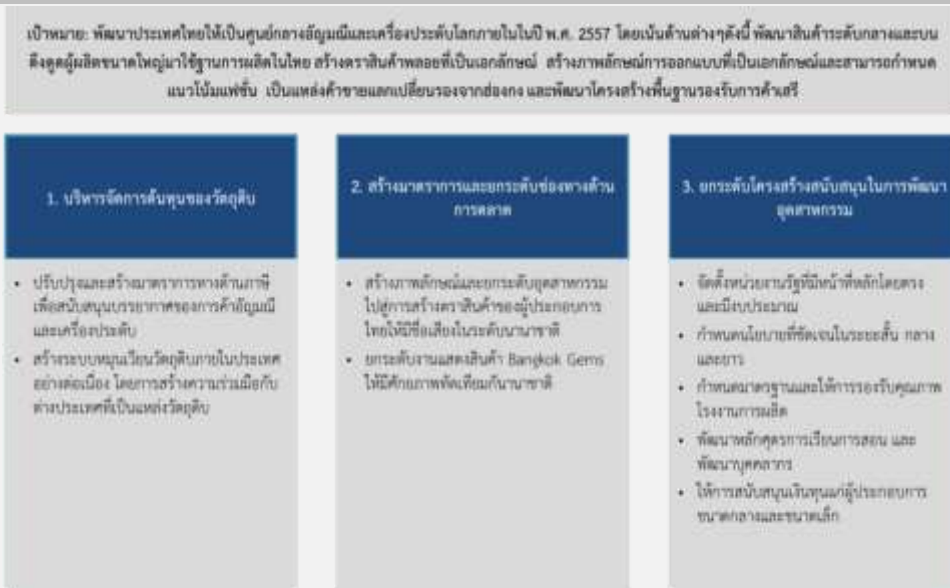 เป้าหมาย: พัฒนาประเทศไทยให้เป็นศูนย์กลางอัญมณีและเครื่องประดับโลกภายในในปี พ.ศ. 2557 โดยเน้นด้านต่างๆดังนี้ พัฒนาสินค้าระดับกลางและบน
ดึงดูดผู้ผลิตขนาดใหญ่มาใช้ฐานการผลิตในไทย สร้างตราสินค้าพลอยที่เป็นเอกลักษณ์ สร้างภาพลักษณ์การออกแบบที่เป็นเอกลักษณ์และสามารถกำหนด
แนวโน้มแฟชั่น เป็นแหล่งค้าขายแลกเปลี่ยนรองจากฮ่องกง และพัฒนาโครงสร้างพื้นฐานรองรับการค้าเสรี
1. บริหารจัดการต้นทุนของวัตถุดิบ
• ปรับปรุงและสร้างมาตราการทางด้านภาษี
เพื่อสนับสนุนบรรยากาศของการค้าอัญมณี
และเครื่องประดับ
• สร้างระบบหมุนเวียนวัตถุดิบภายในประเทศ
อย่างต่อเนื่อง โดยการสร้างความร่วมมือกับ
ต่างประเทศที่เป็นแหล่งวัตถุดิบ
2. สร้างมาตราการและยกระดับช่องทางด้าน
การตลาด
• สร้างภาพลักษณ์และยกระดับอุตสาหกรรม
ไปสู่การสร้างตราสินค้าของผู้ประกอบการ
ไทยให้มีชื่อเสียงในระดับนานาชาติ
• ยกระดับงานแสดงสินค้า Bangkok Gems
ให้มีศักยภาพทัดเทียมกับนานาชาติ
3. ยกระดับโครงสร้างสนับสนุนในการพัฒนา
อุตสาหกรรม
• จัดตั้งหน่วยงานรัฐที่มีหน้าที่หลักโดยตรง
และมีงบประมาณ
• กำหนดนโยบายที่ชัดเจนในระยะสั้น กลาง
และยาว
• กำหนดมาตรฐานและให้การรองรับคุณภาพ
โรงงานการผลิต
• พัฒนาหลักสูตรการเรียนการสอน และ
พัฒนาบุคคลากร
• ให้การสนับสนุนเงินทุนแก่ผู้ประกอบการ
ขนาดกลางและขนาดเล็ก